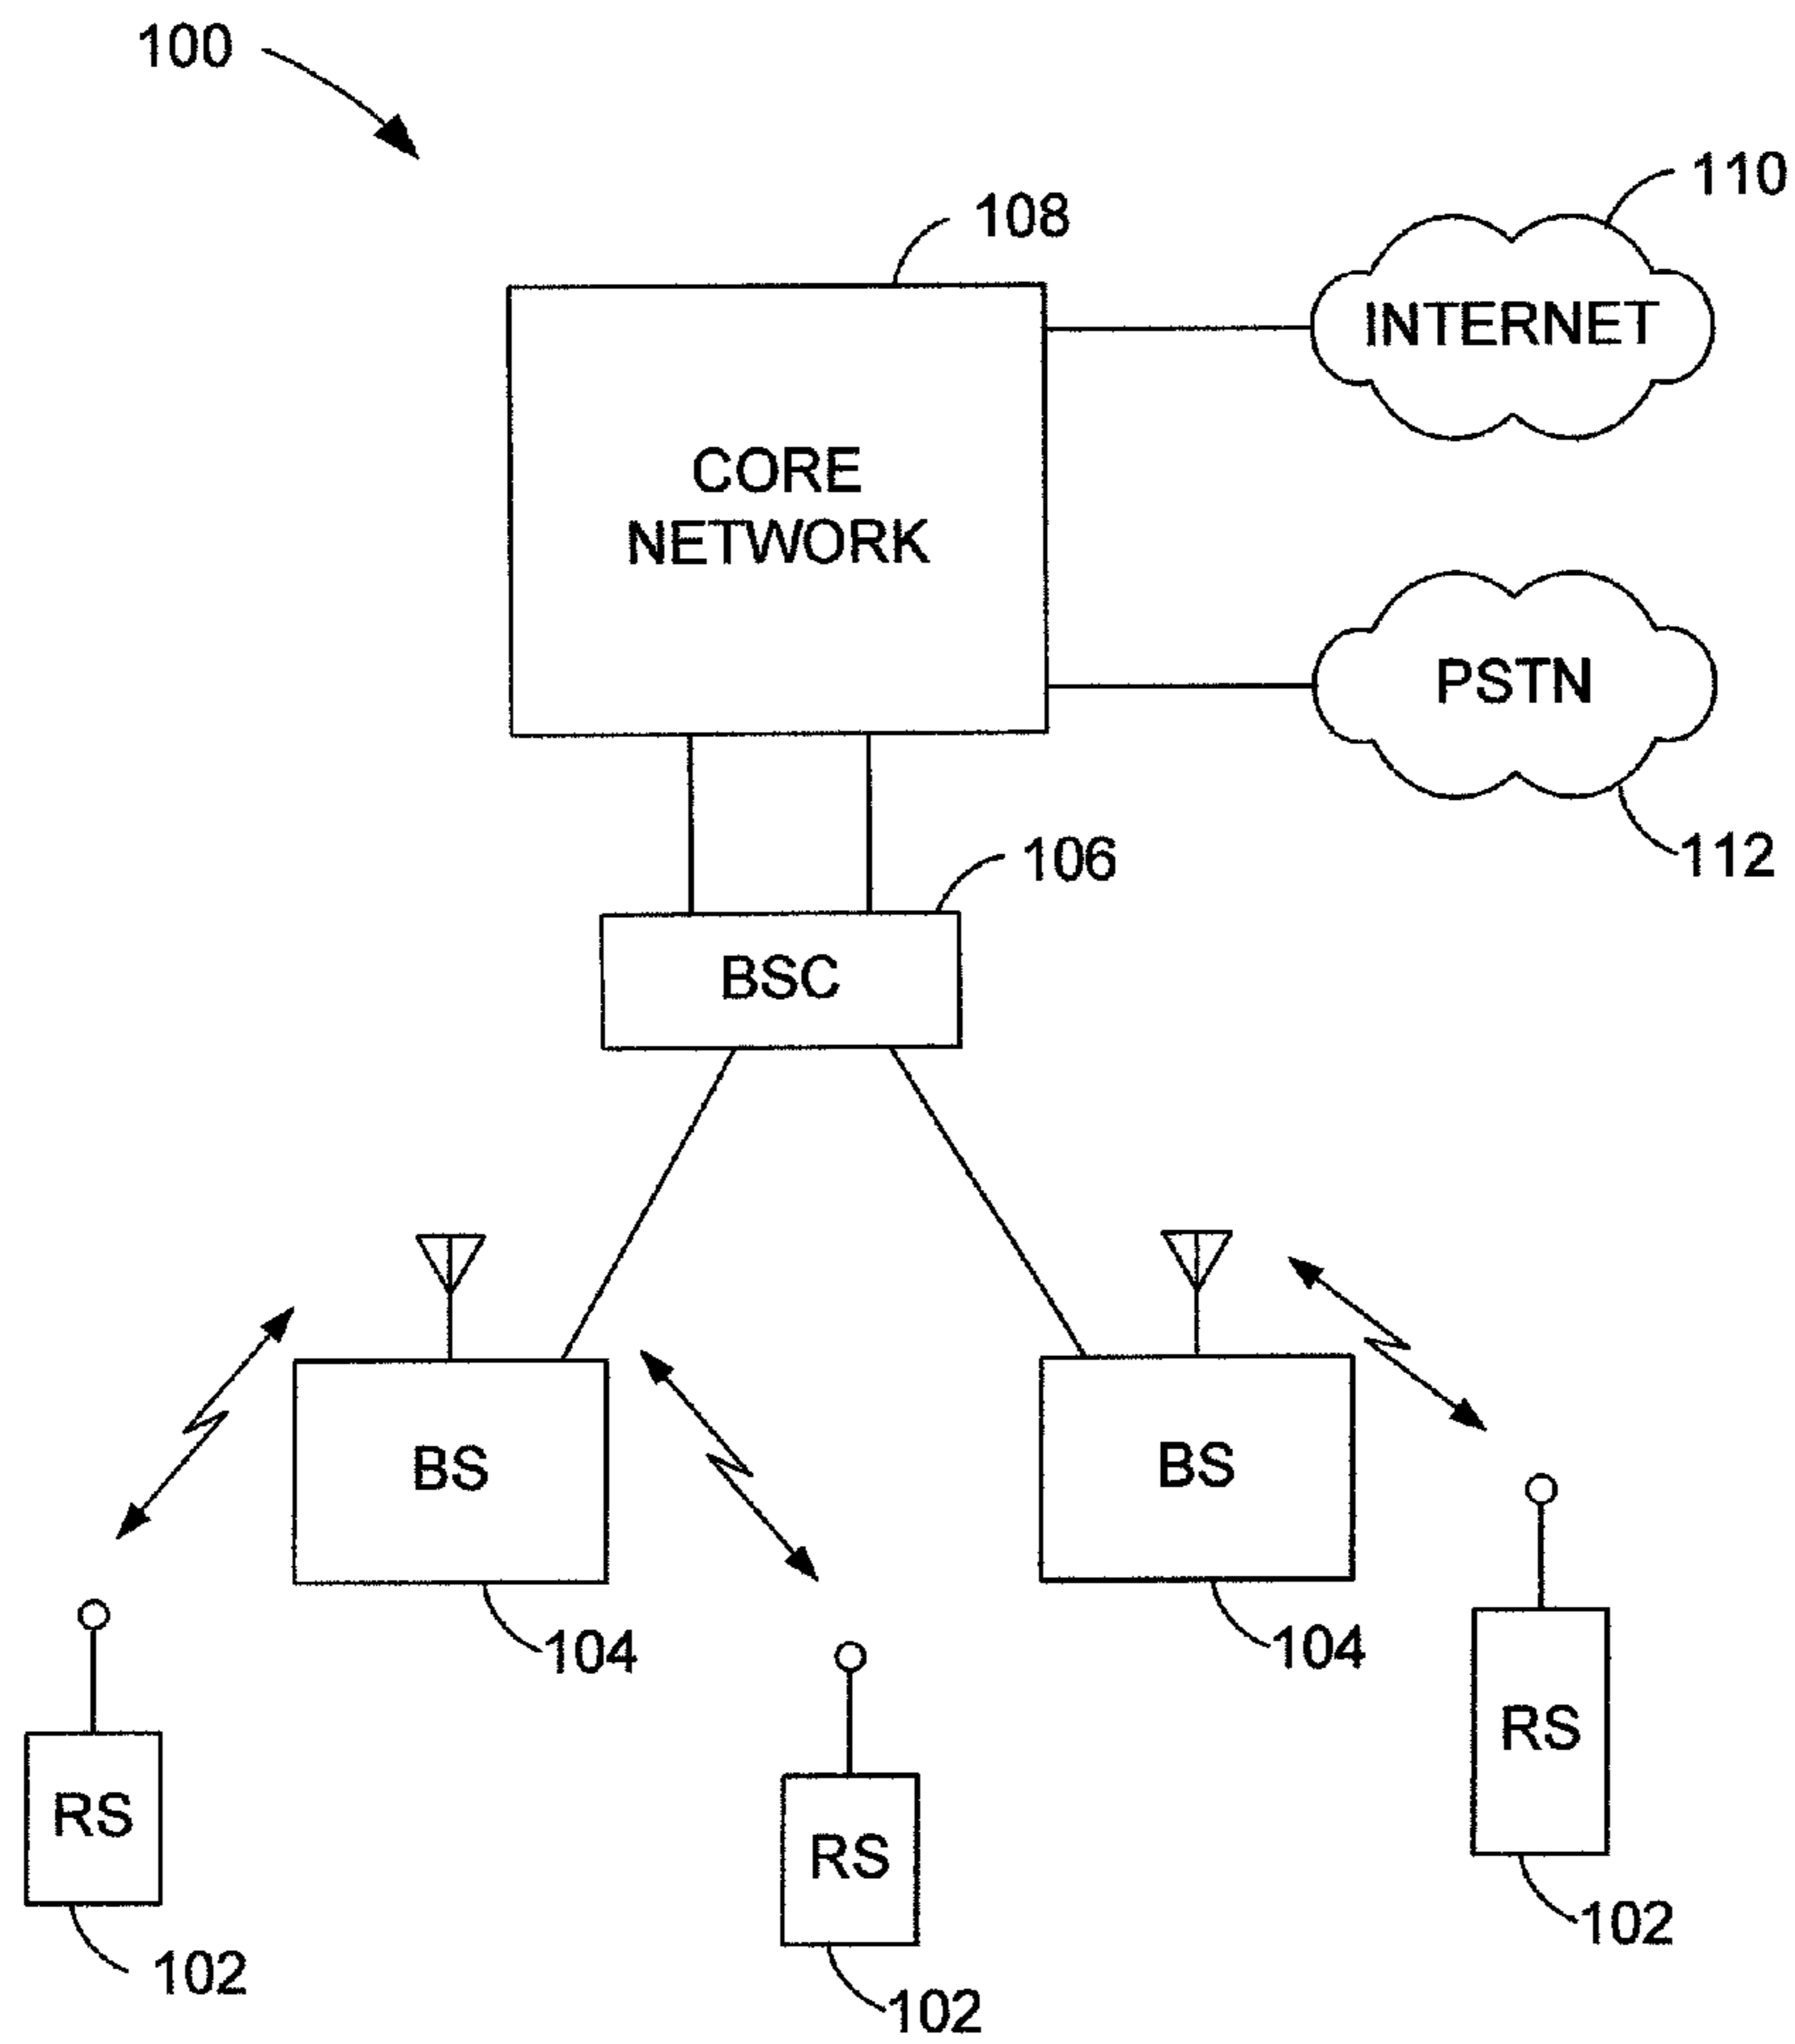 100
110
108
INTERNET
CORE
NETWORK
PSTN
112
106
BSC
BS
BS
104
104
RS
RS
RS
102
102
102